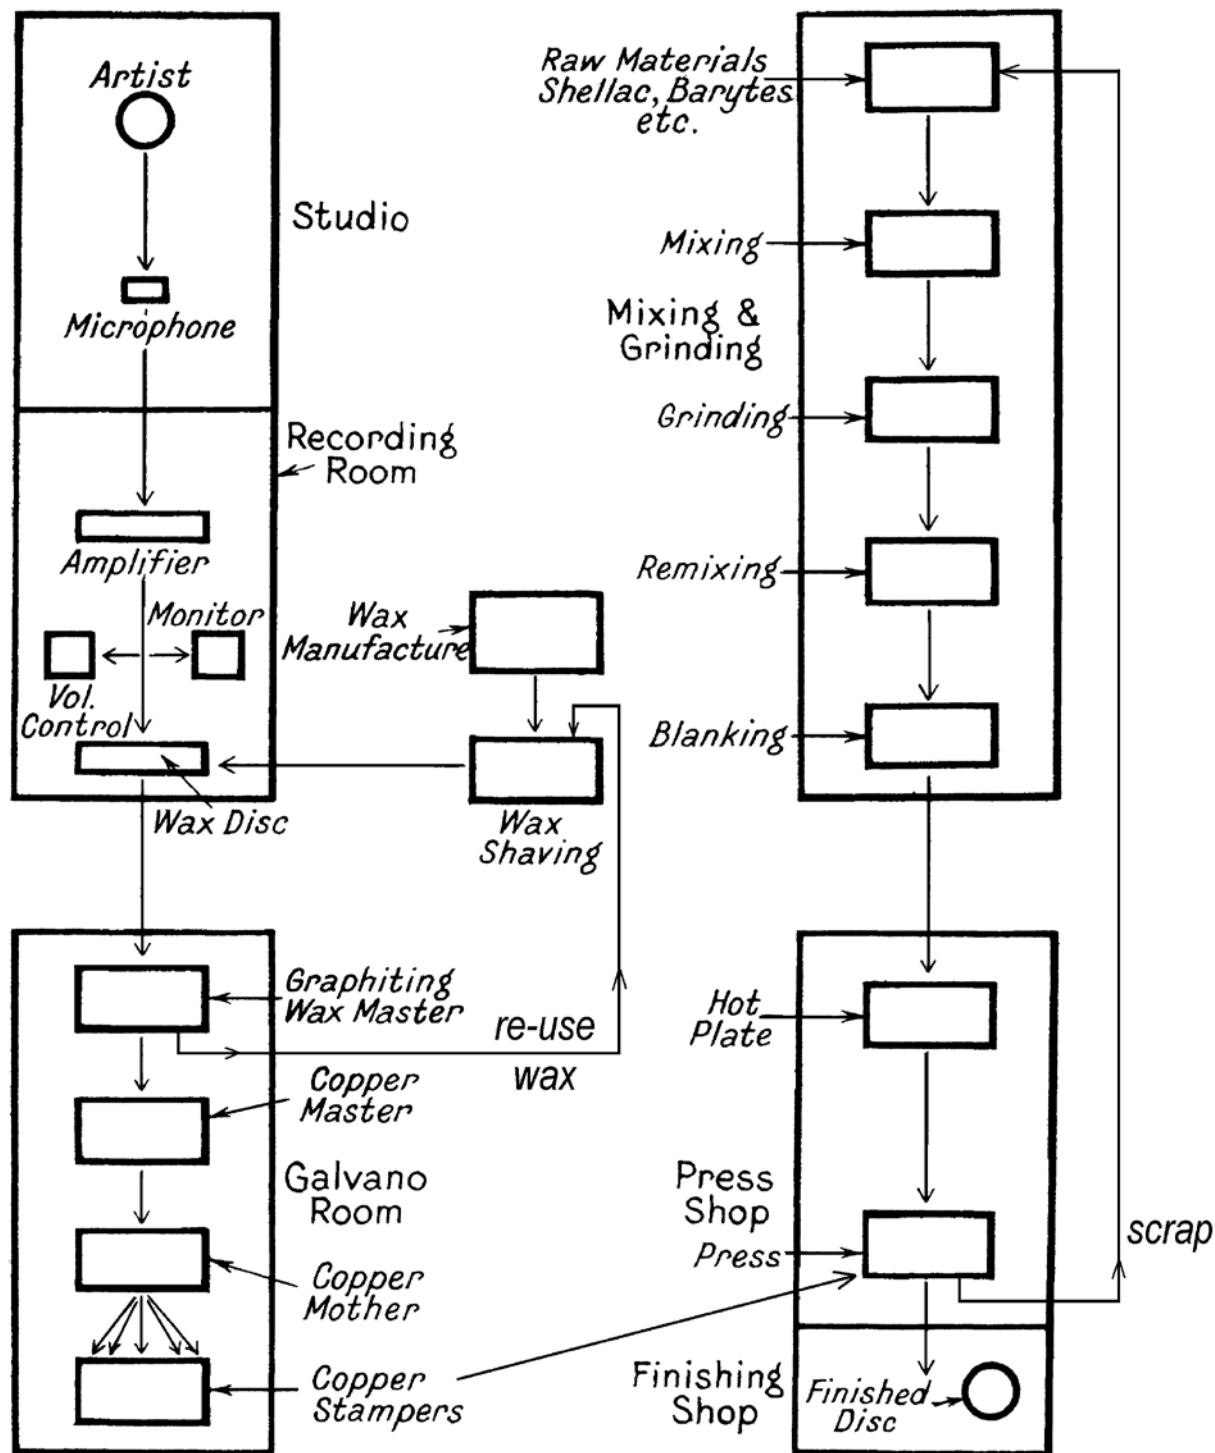 Artist
Studio
Microphone
Recording
Room
Amplifier
Monitor
Vol.
Control
Wax Disc
Wax
Manufacture
Wax
Shaving
Graphiting
Wax Master
re-use
wax
Copper
Master
Galvano
Room
Copper
Mother
Copper
Stampers
Raw Materials
Shellac, Barytes
etc.
Mixing
Mixing &
Grinding
Grinding
Remixing
Blanking
Hot
Plate
Press
Shop
Press
scrap
Finishing
Shop
Finished
Disc